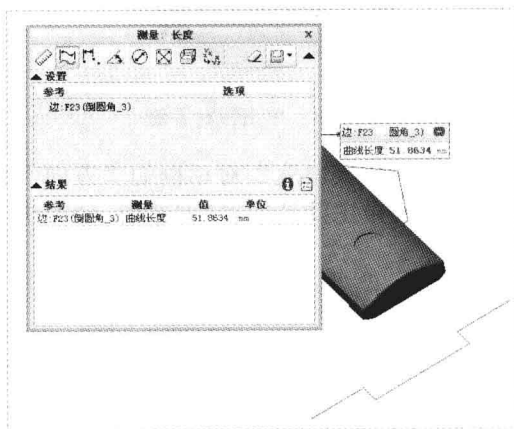 测量: 长度
设置
参考 选项
边:F23(倒圆角_3)
结果
参考 测量 值 单位
边:F23(倒圆角_3) 曲线长度 51.8634 mm
边:F23 圆角_3)
曲线长度 51.8634 mm